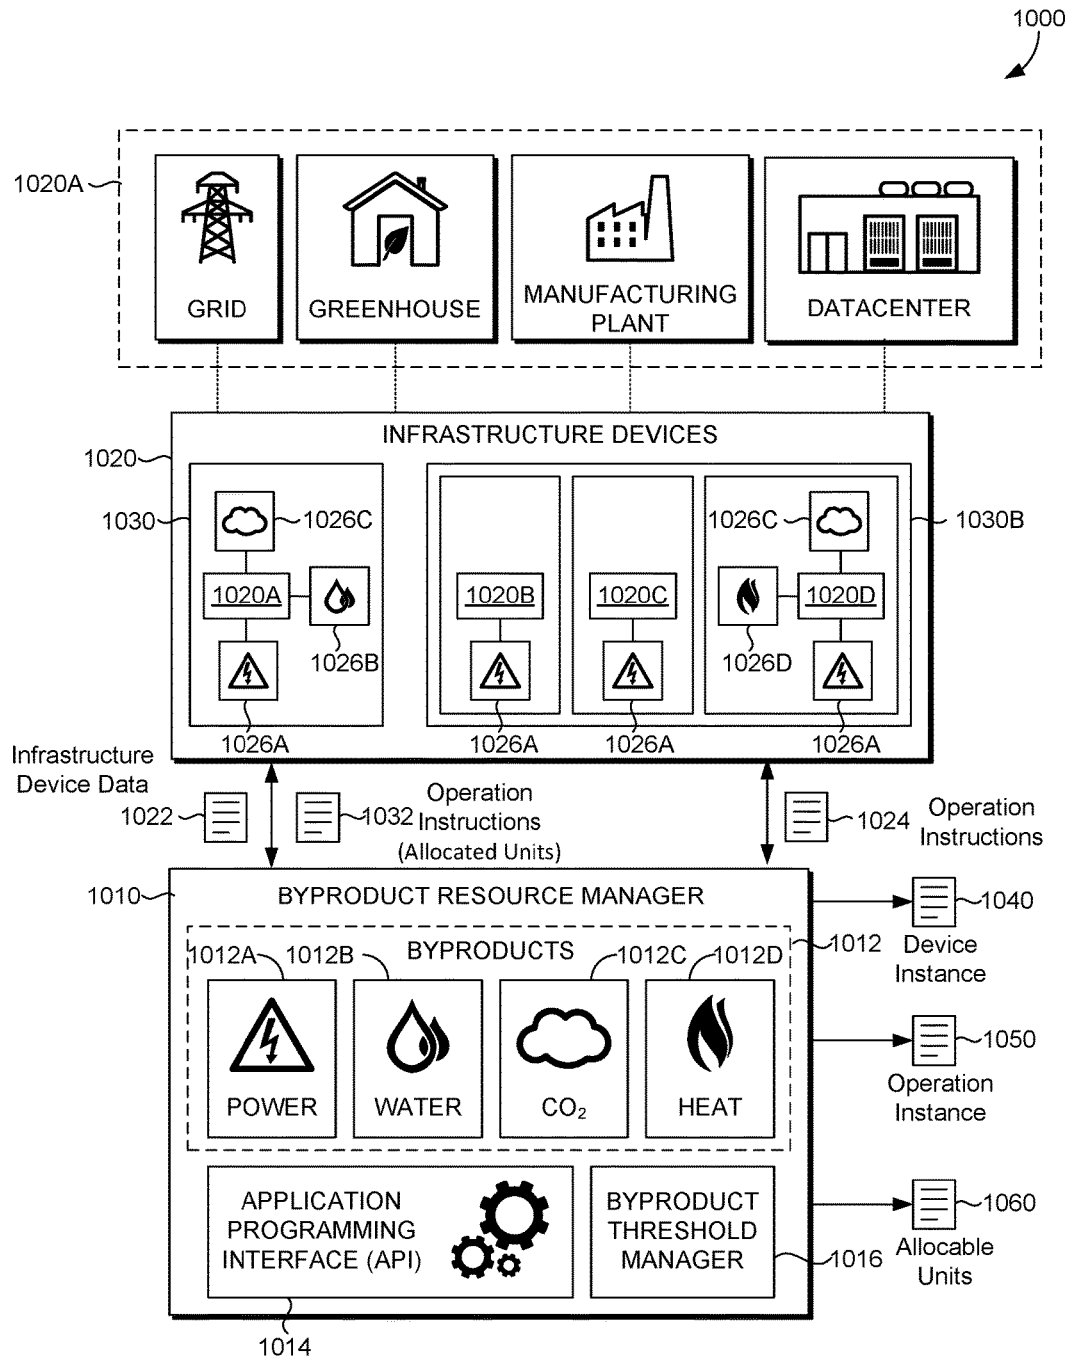 1000
1020A
GRID
GREENHOUSE
MANUFACTURING
PLANT
DATACENTER
INFRASTRUCTURE DEVICES
1020
1030
1026C
1026C
1030B
1020A
1020B
1020C
1020D
1026B
1026D
1026A
1026A
1026A
1026A
Infrastructure
Device Data
1022
1032
Operation
Instructions
(Allocated Units)
1024
Operation
Instructions
1010
BYPRODUCT RESOURCE MANAGER
1040
Device
Instance
BYPRODUCTS
1012
1012A
1012B
1012C
1012D
POWER
WATER
CO₂
HEAT
1050
Operation
Instance
APPLICATION
PROGRAMMING
INTERFACE (API)
BYPRODUCT
THRESHOLD
MANAGER
1016
1060
Allocable
Units
1014